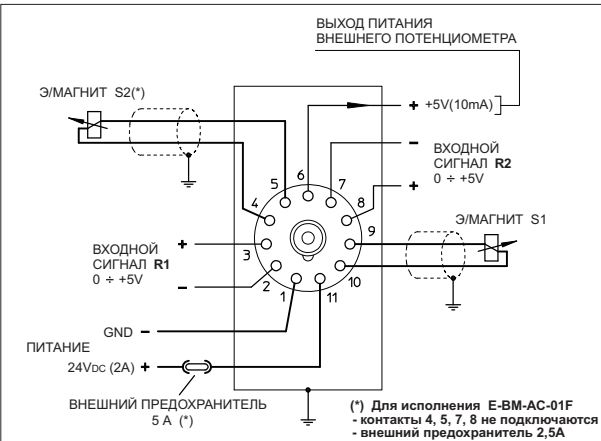 ВЫХОД ПИТАНИЯ
ВНЕШНЕГО ПОТЕНЦИОМЕТРА
Э/МАГНИТ S2(*)
+ +5V(10mA)
5
6
7
4
8
3
9
2
10
1
11
-
ВХОДНОЙ
СИГНАЛ R2
0 ÷ +5V
+
Э/МАГНИТ S1
ВХОДНОЙ +
СИГНАЛ R1
0 ÷ +5V -
GND -
ПИТАНИЕ
24VDC (2A) +
ВНЕШНИЙ ПРЕДОХРАНИТЕЛЬ
5 A (*)
(*) Для исполнения E-BM-AC-01F
- контакты 4, 5, 7, 8 не подключаются
- внешний предохранитель 2,5A